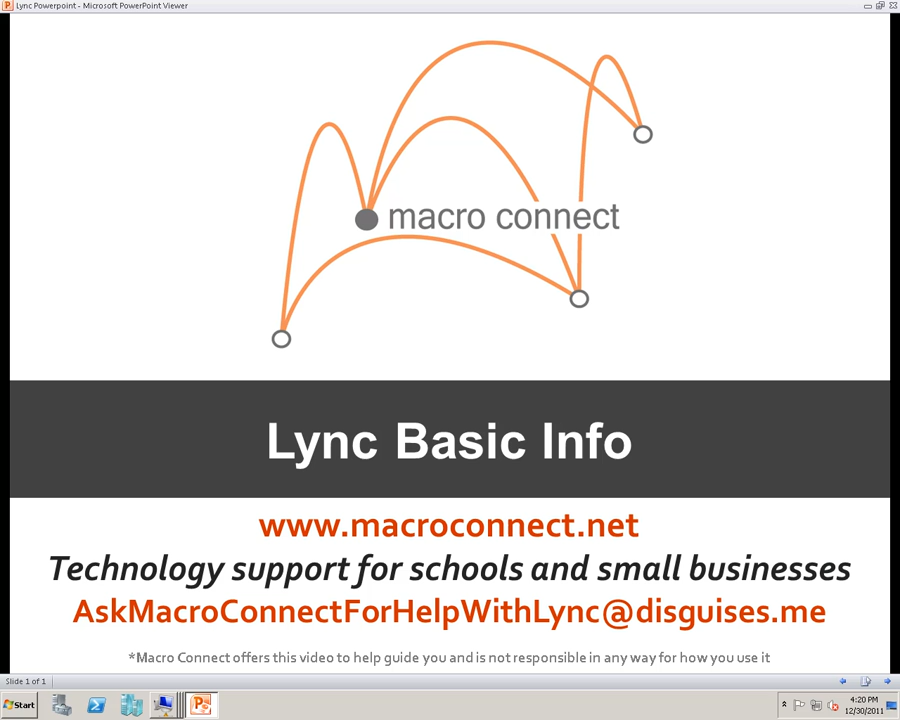 Lync Powerpoint - Microsoft PowerPoint Viewer
macro connect
Lync Basic Info
www.macroconnect.net
Technology support for schools and small businesses
AskMacroConnectForHelpWithLync@disguises.me
*Macro Connect offers this video to help guide you and is not responsible in any way for how you use it
Slide 1 of 1
Start
4:20 PM
12/30/2011